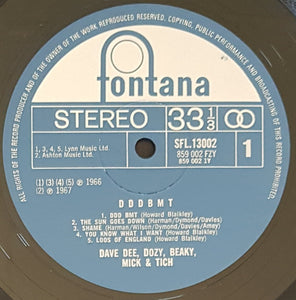 ALL RIGHTS OF THE RECORD PRODUCER AND OF THE OWNER OF THE WORK REPRODUCED RESERVED. COPYING, PUBLIC PERFORMANCE AND BROADCASTING OF THIS RECORD PROHIBITED.
fontana
STEREO 33 1/3
1, 3, 4, 5. Lynn Music Ltd.
2. Ashton Music Ltd.
SFL.13002
859 002 FZY
859 002 1Y
1
(1) (3) (4) (5) ℗ 1966
(2) ℗ 1967
D D D B M T
1. DDD BMT (Howard Blaikley)
2. THE SUN GOES DOWN (Harman/Dymond/Davies)
3. SHAME (Harman/Wilson/Dymond/Davies/Amey)
4. YOU KNOW WHAT I WANT (Howard Blaikley)
5. LOOS OF ENGLAND (Howard Blaikley)
DAVE DEE, DOZY, BEAKY,
MICK & TICH